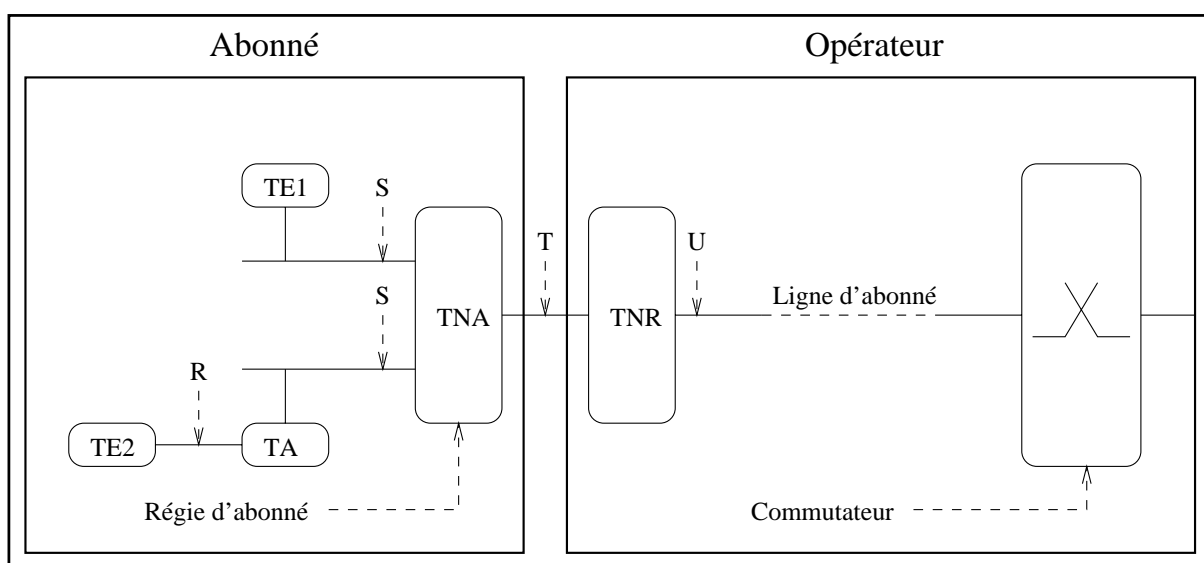 Abonné
Opérateur
TE1
S
T
U
S
TNA
TNR
Ligne d'abonné
R
TE2
TA
Régie d'abonné
Commutateur